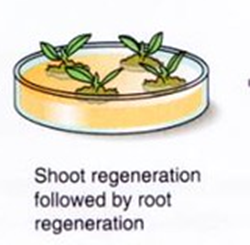 Shoot regeneration
followed by root
regeneration